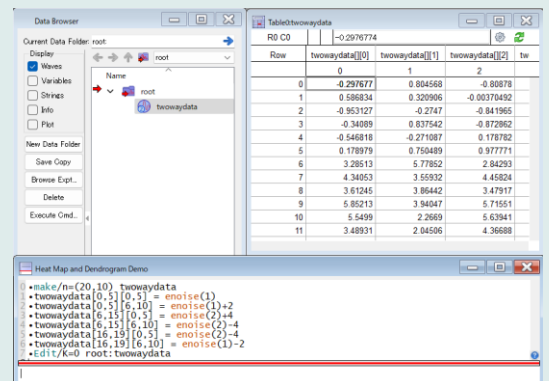 Data Browser
Current Data Folder: root
Display
Waves
Variables
Strings
Info
Plot
New Data Folder
Save Copy
Browse Expt...
Delete
Execute Cmd...
root
Name
root
twowaydata
Table0:twowaydata
R0 C0 -0.2976774
Row twowaydata[][0] twowaydata[][1] twowaydata[][2] tw
0 1 2
0 -0.297677 0.804568 -0.80878
1 0.586834 0.320906 -0.00370492
2 -0.953127 -0.2747 -0.841965
3 -0.34089 0.837542 -0.872862
4 -0.546818 -0.271087 0.178782
5 0.178979 0.750489 0.977771
6 3.28513 5.77852 2.84293
7 4.34053 3.55932 4.45824
8 3.61245 3.86442 3.47917
9 5.85213 3.94047 5.71551
10 5.5499 2.2669 5.63941
11 3.48931 2.04506 4.36688
Heat Map and Dendrogram Demo
0 •make/n=(20,10) twowaydata
1 •twowaydata[0,5][0,5] = enoise(1)
2 •twowaydata[0,5][6,10] = enoise(1)+2
3 •twowaydata[6,15][0,5] = enoise(2)+4
4 •twowaydata[6,15][6,10] = enoise(2)-4
5 •twowaydata[16,19][0,5] = enoise(2)-4
6 •twowaydata[16,19][6,10] = enoise(1)-2
7 •Edit/K=0 root:twowaydata